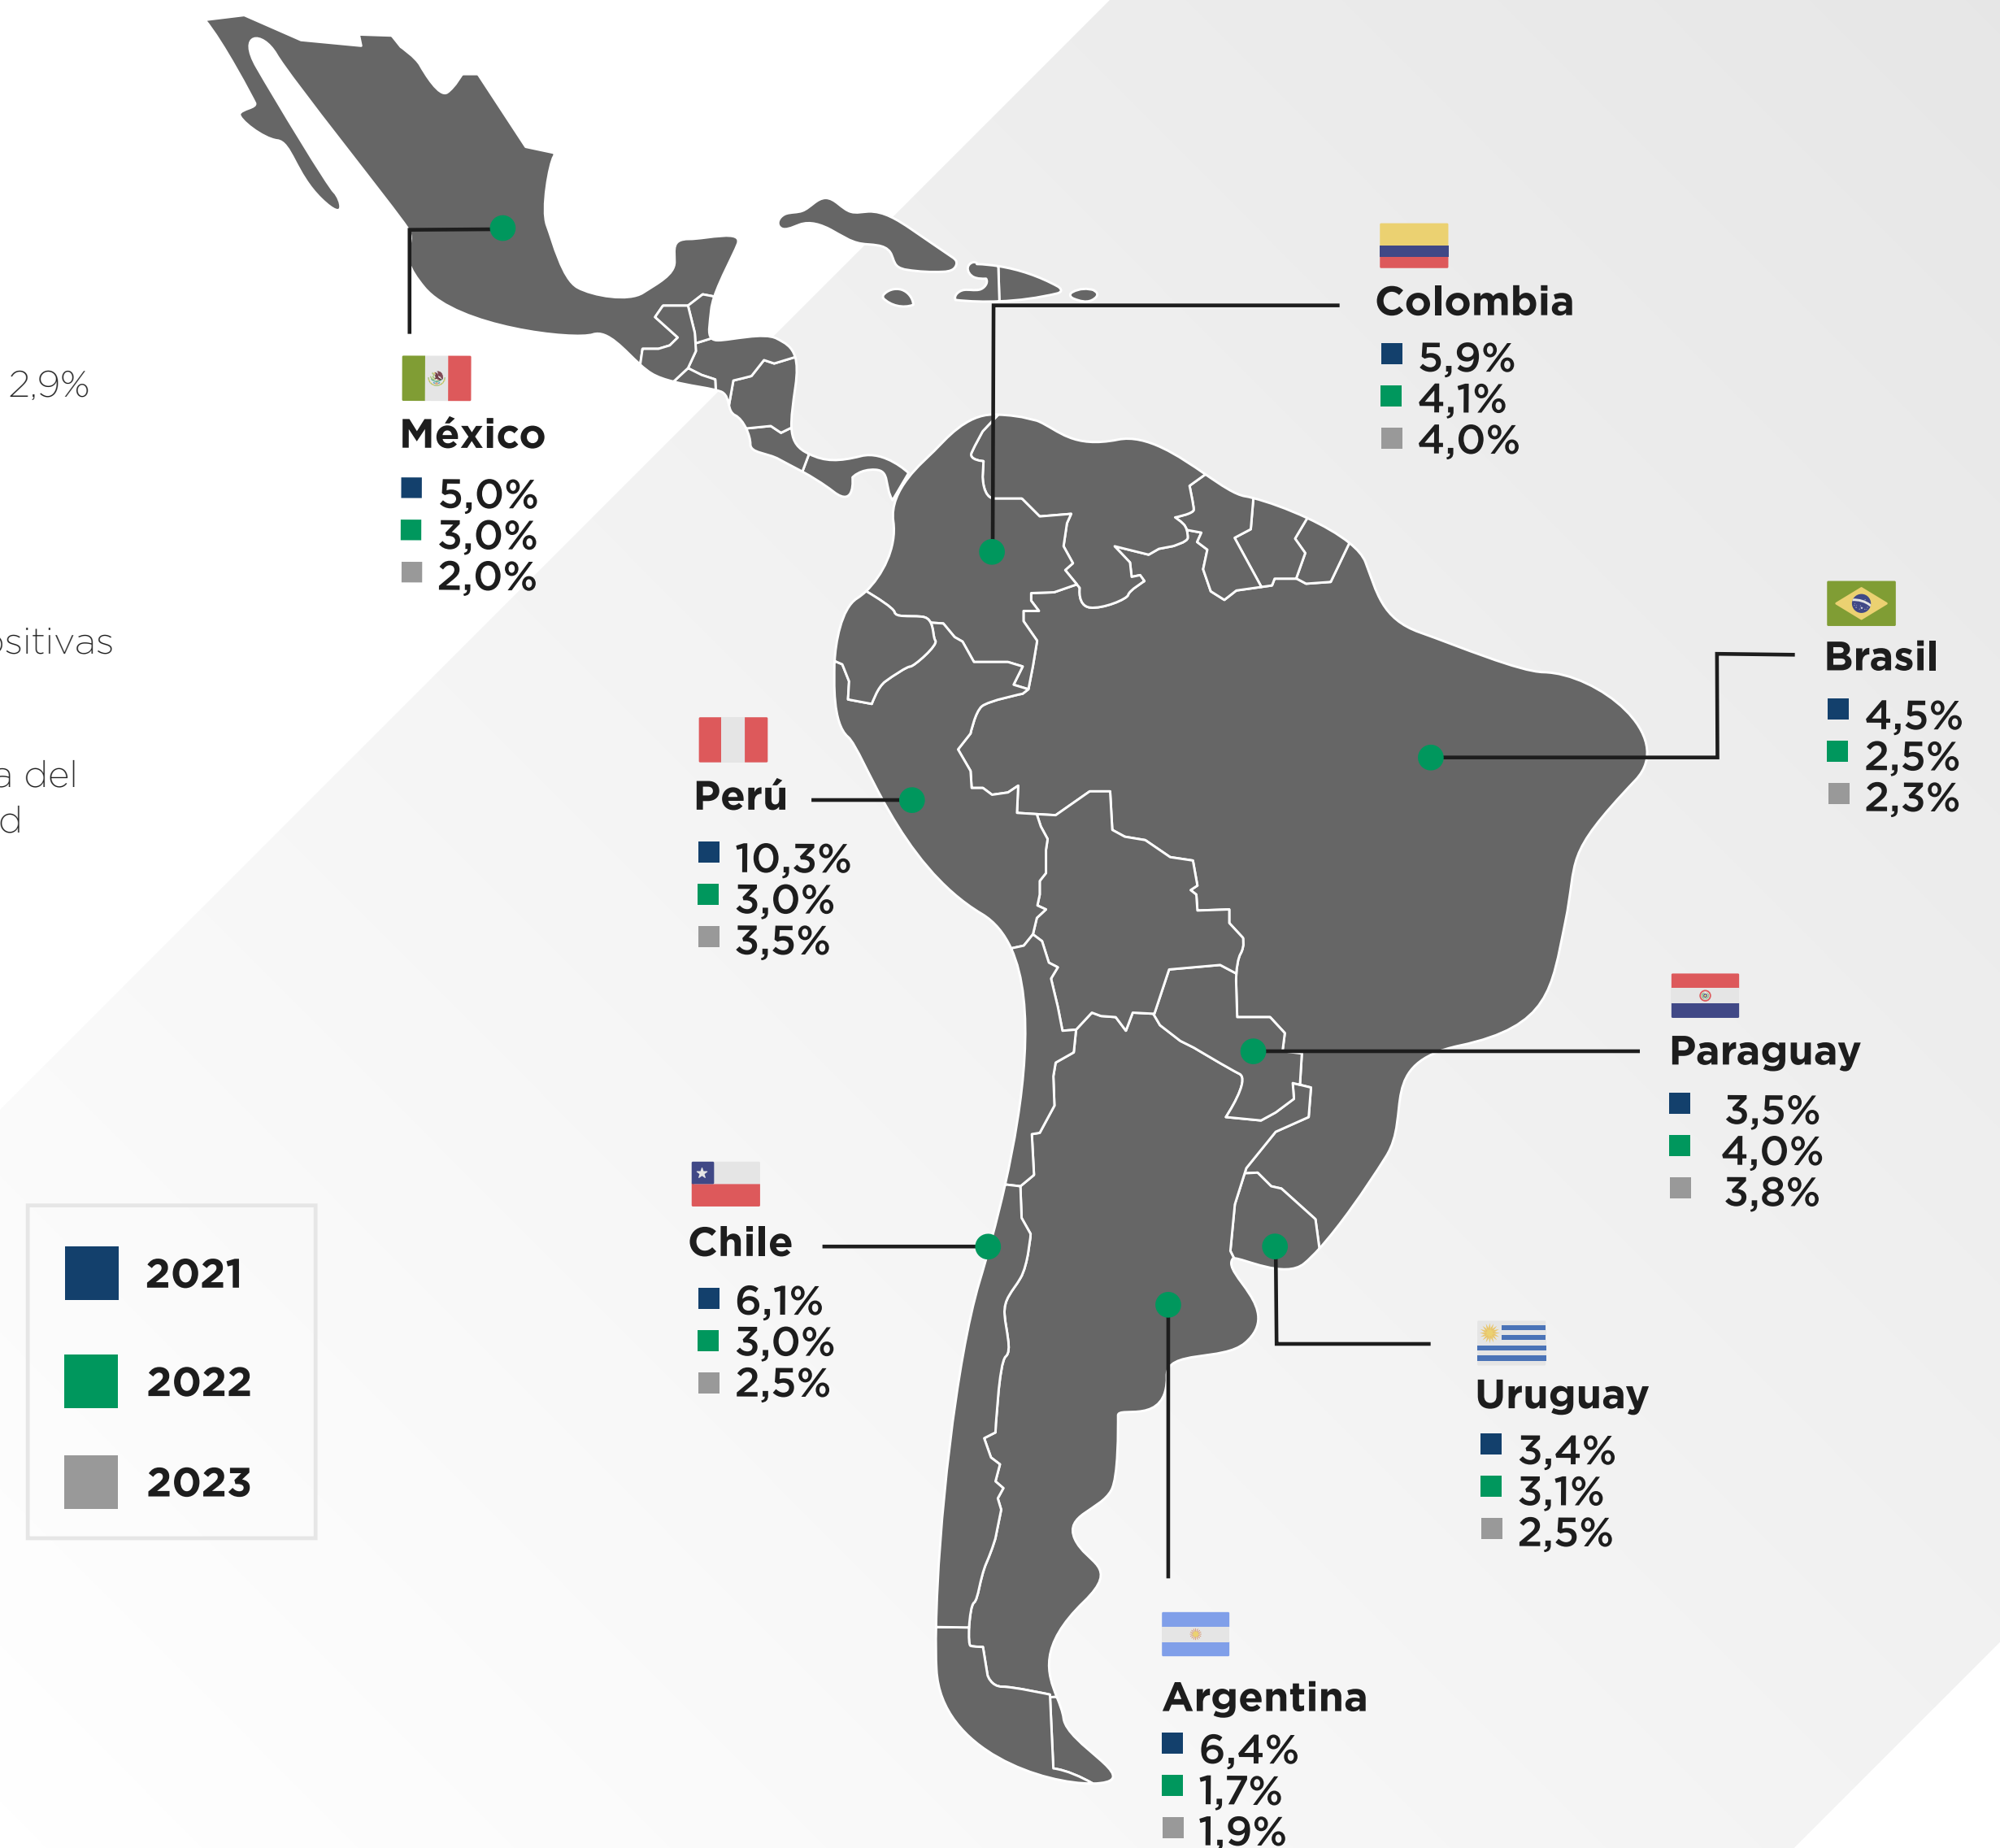 2,9%
ositivas
a del
d
México
5,0%
3,0%
2,0%
Colombia
5,9%
4,1%
4,0%
Brasil
4,5%
2,5%
2,3%
Perú
10,3%
3,0%
3,5%
Paraguay
3,5%
4,0%
3,8%
Chile
6,1%
3,0%
2,5%
Uruguay
3,4%
3,1%
2,5%
Argentina
6,4%
1,7%
1,9%
2021
2022
2023